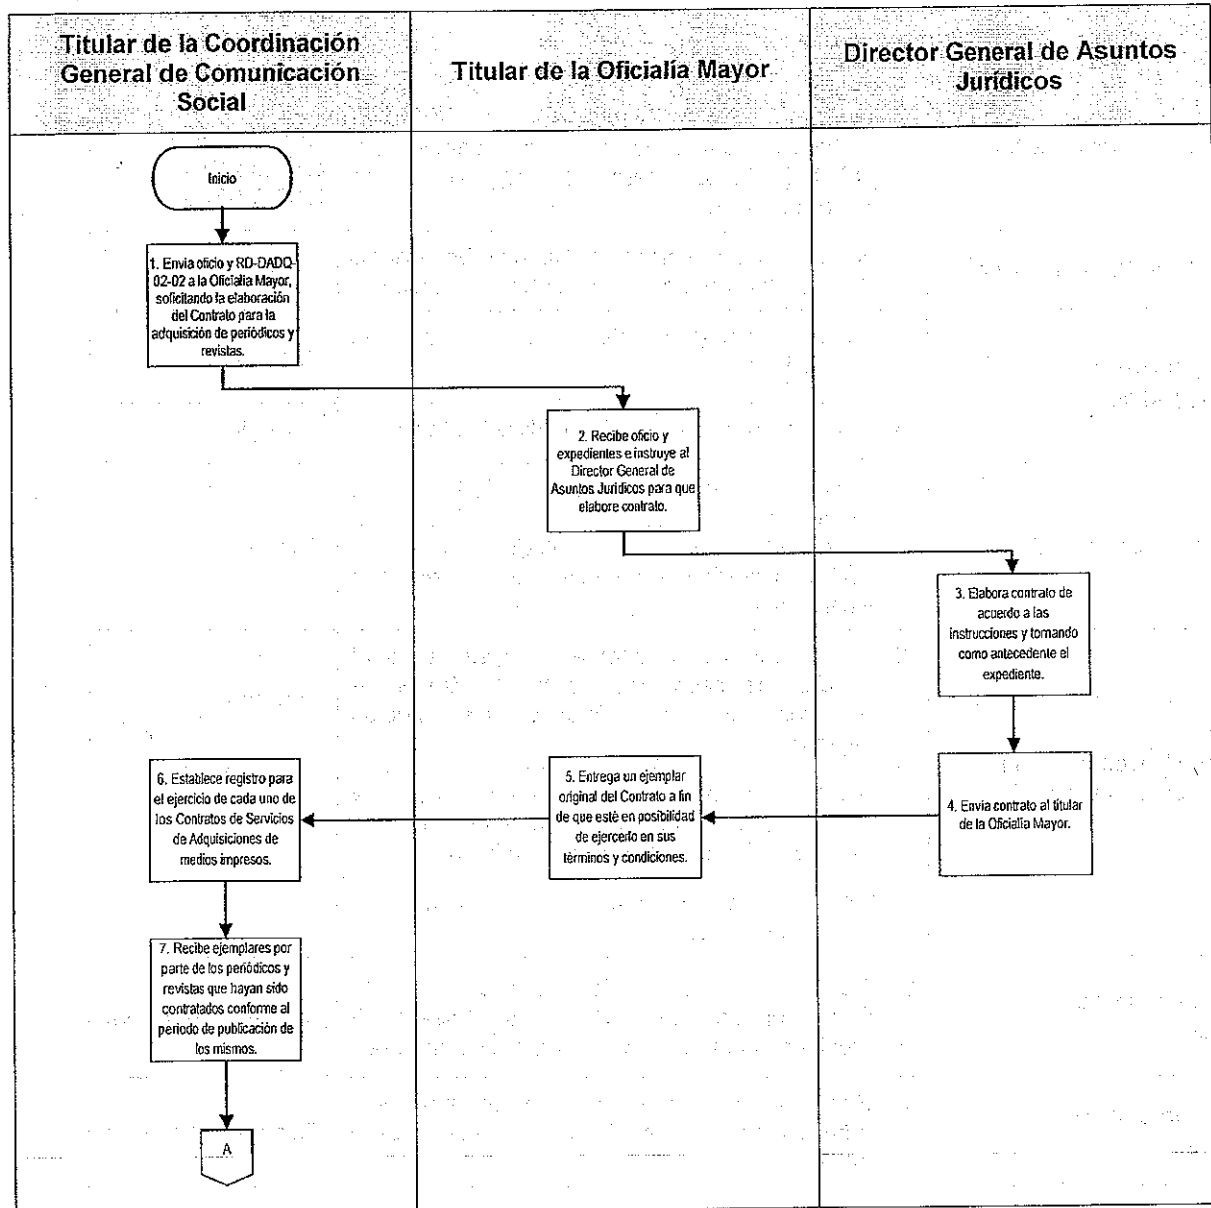 Titular de la Coordinación
General de Comunicación
Social
Titular de la Oficialía Mayor
Director General de Asuntos
Jurídicos
Inicio
1. Envia oficio y RD-DADQ-
02-02 a la Oficialía Mayor,
solicitando la elaboración
del Contrato para la
adquisición de periódicos y
revistas.
2. Recibe oficio y
expedientes e instruye al
Director General de
Asuntos Jurídicos para que
elabore contrato.
3. Elabora contrato de
acuerdo a las
instrucciones y tomando
como antecedente el
expediente.
4. Envía contrato al titular
de la Oficialía Mayor.
5. Entrega un ejemplar
original del Contrato a fin
de que esté en posibilidad
de ejercerlo en sus
términos y condiciones.
6. Establece registro para
el ejercicio de cada uno de
los Contratos de Servicios
de Adquisiciones de
medios impresos.
7. Recibe ejemplares por
parte de los periódicos y
revistas que hayan sido
contratados conforme al
periodo de publicación de
los mismos.
A